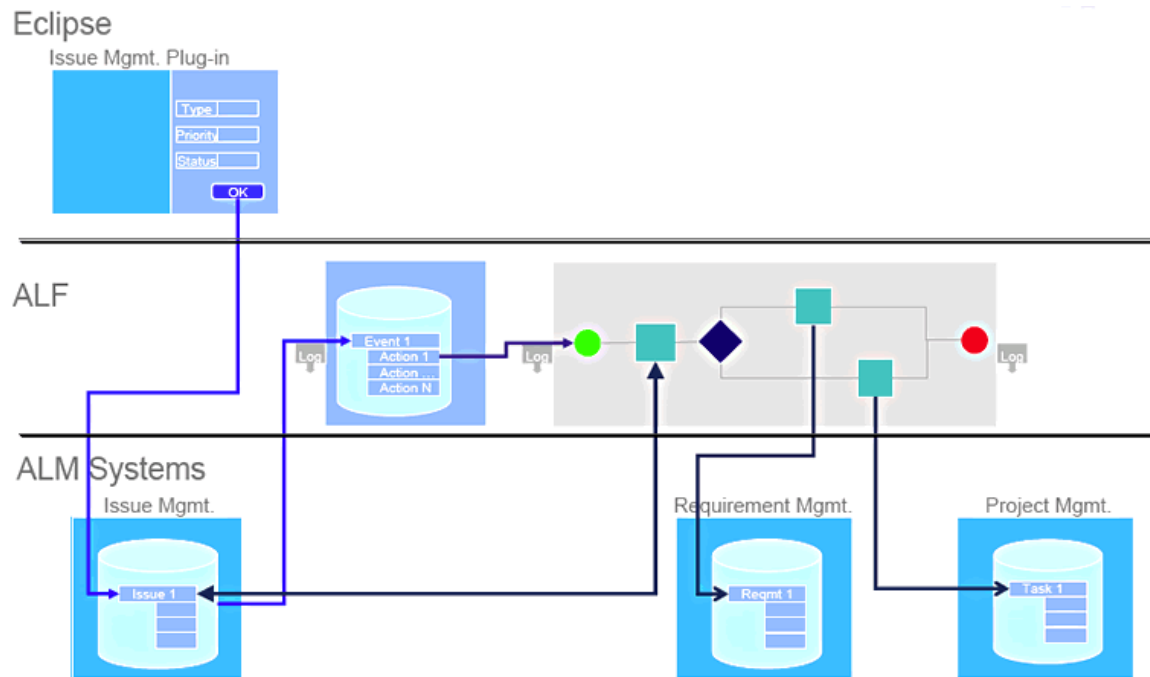 Eclipse
Issue Mgmt. Plug-in
Type
Priority
Status
OK
ALF
Log
Event 1
Action 1
Action ...
Action N
Log
Log
ALM Systems
Issue Mgmt.
Requirement Mgmt.
Project Mgmt.
Issue 1
Reqmt 1
Task 1